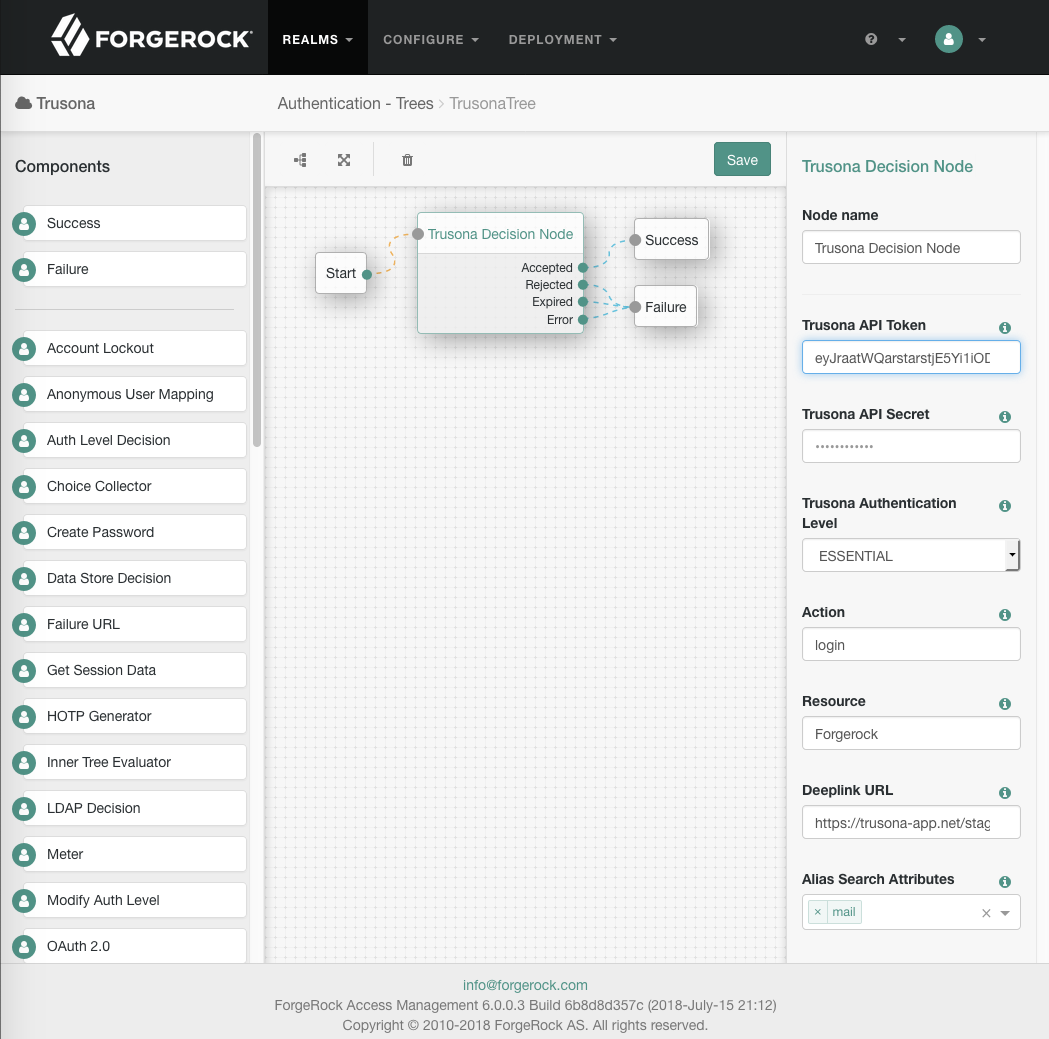 FORGEROCK
REALMS
CONFIGURE
DEPLOYMENT
Trusona
Authentication - Trees
TrusonaTree
Components
Success
Failure
Account Lockout
Anonymous User Mapping
Auth Level Decision
Choice Collector
Create Password
Data Store Decision
Failure URL
Get Session Data
HOTP Generator
Inner Tree Evaluator
LDAP Decision
Meter
Modify Auth Level
OAuth 2.0
Save
Start
Trusona Decision Node
Accepted
Rejected
Expired
Error
Success
Failure
Trusona Decision Node
Node name
Trusona Decision Node
Trusona API Token
eyJraatWQarstarstjE5Yi1iOD
Trusona API Secret
Trusona Authentication
Level
ESSENTIAL
Action
login
Resource
Forgerock
Deeplink URL
https://trusona-app.net/stag
Alias Search Attributes
× mail
info@forgerock.com
ForgeRock Access Management 6.0.0.3 Build 6b8d8d357c (2018-July-15 21:12)
Copyright © 2010-2018 ForgeRock AS. All rights reserved.